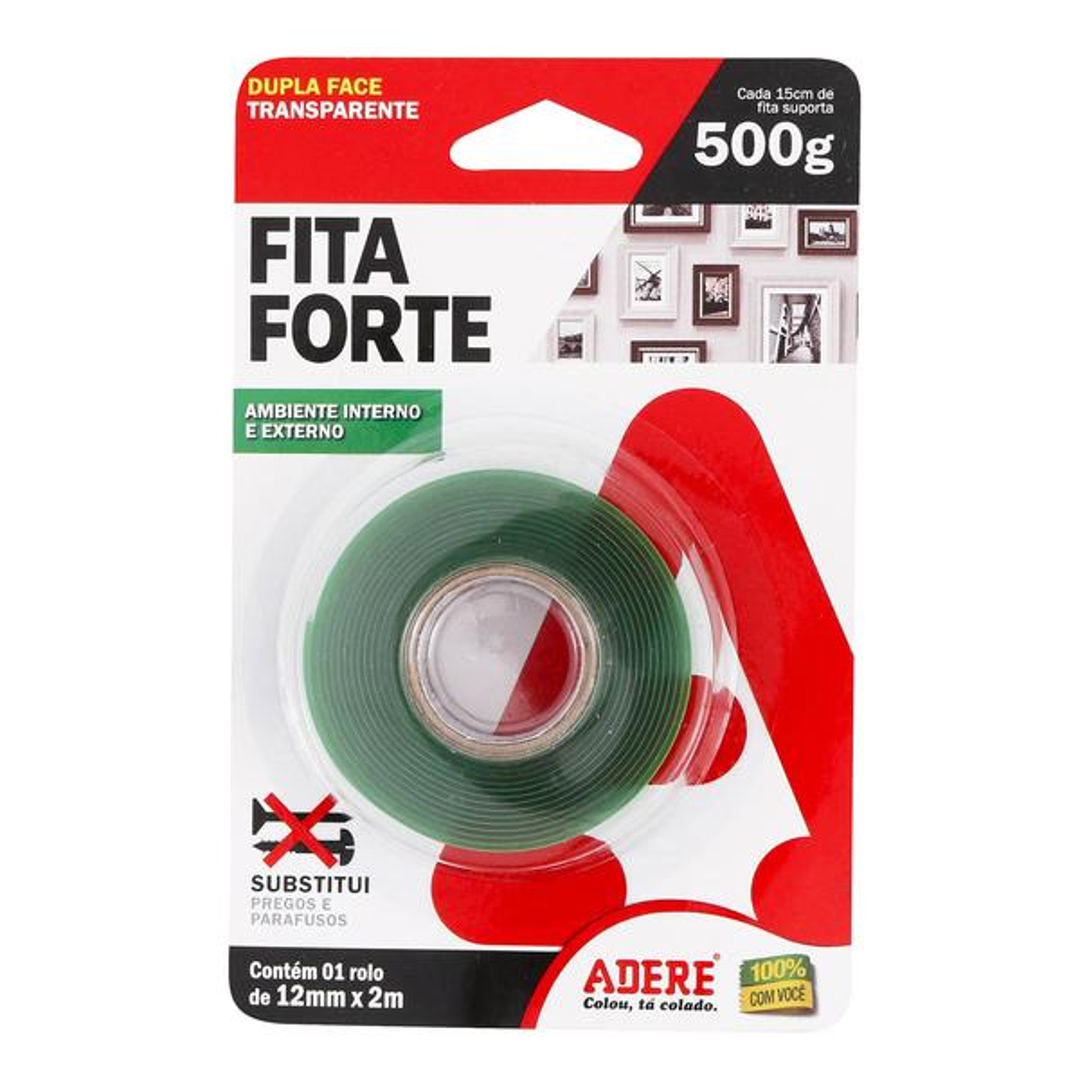 DUPLA FACE
TRANSPARENTE
Cada 15cm de
fita suporta
500g
FITA
FORTE
AMBIENTE INTERNO
E EXTERNO
SUBSTITUI
PREGOS E
PARAFUSOS
Contém 01 rolo
de 12mm x 2m
ADERE®
Colou, tá colado.
100%
COM VOCÊ